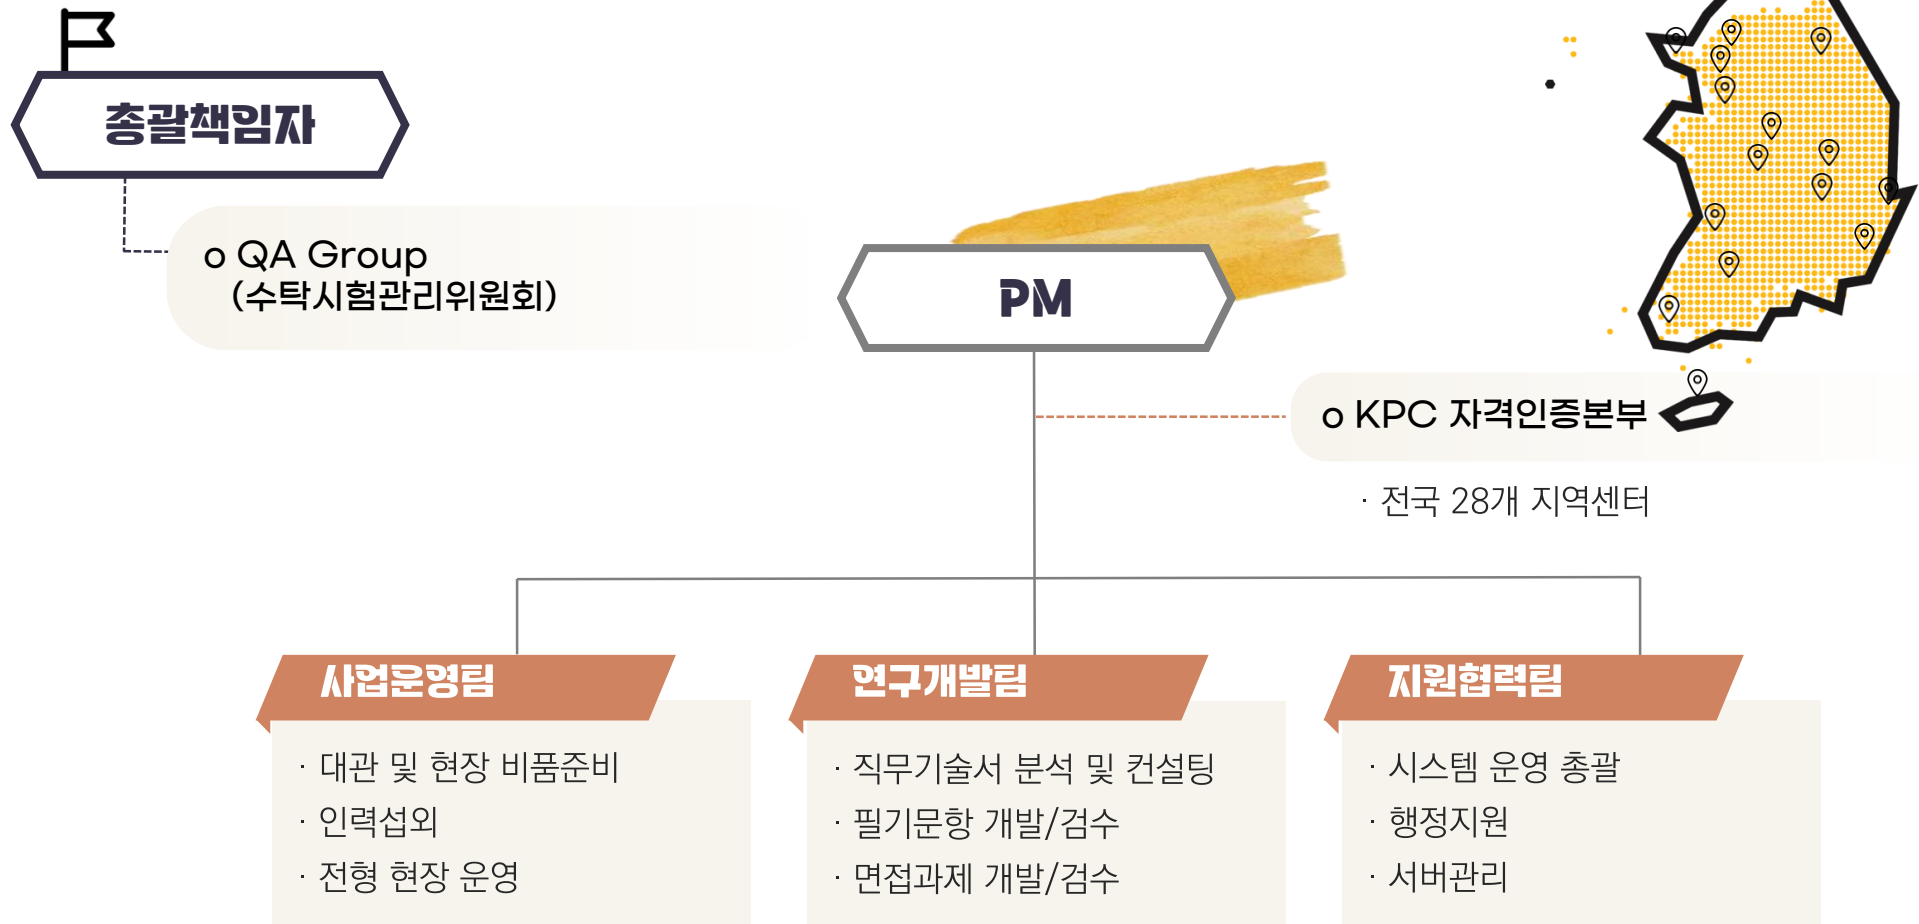 총괄책임자
o QA Group
(수탁시험관리위원회)
PM
o KPC 자격인증본부
· 전국 28개 지역센터
사업운영팀
· 대관 및 현장 비품준비
· 인력섭외
· 전형 현장 운영
연구개발팀
· 직무기술서 분석 및 컨설팅
· 필기문항 개발/검수
· 면접과제 개발/검수
지원협력팀
· 시스템 운영 총괄
· 행정지원
· 서버관리